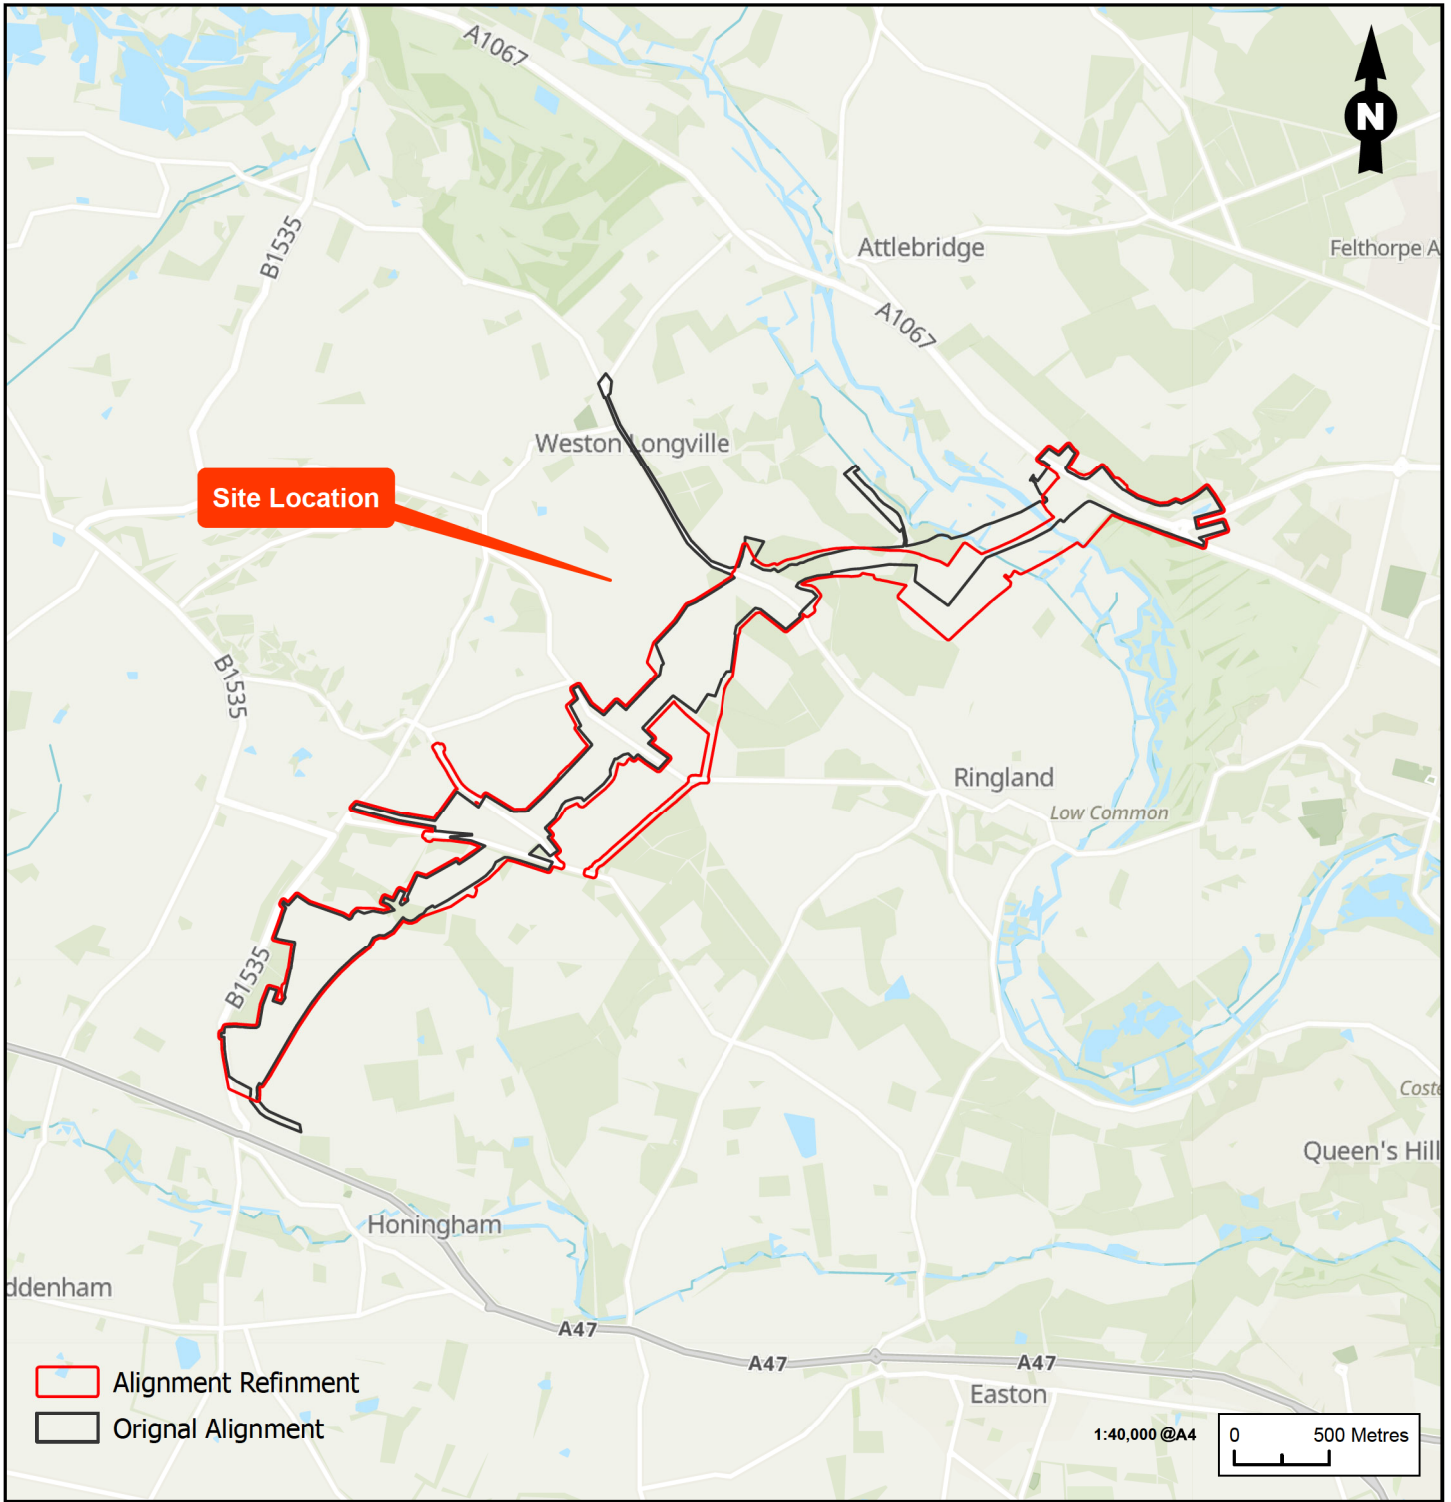 A1067
N
B1535
Attlebridge
Felthorpe A
A1067
Weston Longville
Site Location
B1535
Ringland
Low Common
B1535
Coste
Queen's Hill
Honingham
ddenham
A47
A47
A47
Easton
Alignment Refinment
Orignal Alignment
1:40,000 @A4
0 500 Metres